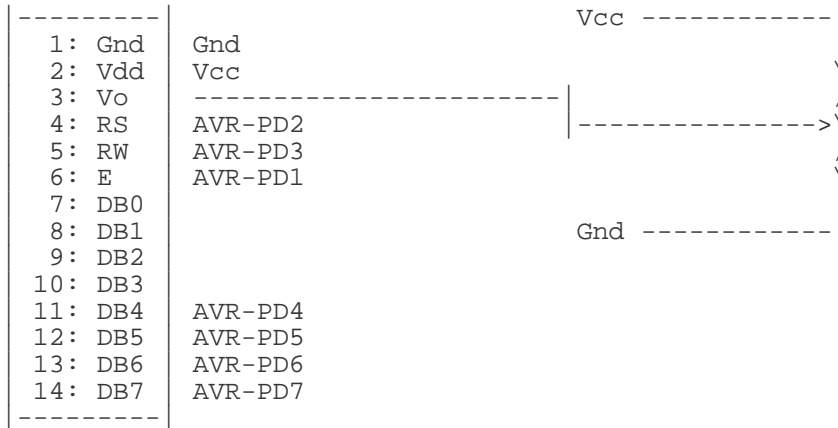 |---------|                         Vcc ------------
|  1: Gnd | Gnd
|  2: Vdd | Vcc                                     \
|  3: Vo  | -----------------------|                /
|  4: RS  | AVR-PD2                |--------------->\
|  5: RW  | AVR-PD3                                 /
|  6: E   | AVR-PD1                                 \
|  7: DB0 |
|  8: DB1 |                         Gnd ------------
|  9: DB2 |
| 10: DB3 |
| 11: DB4 | AVR-PD4
| 12: DB5 | AVR-PD5
| 13: DB6 | AVR-PD6
| 14: DB7 | AVR-PD7
|---------|